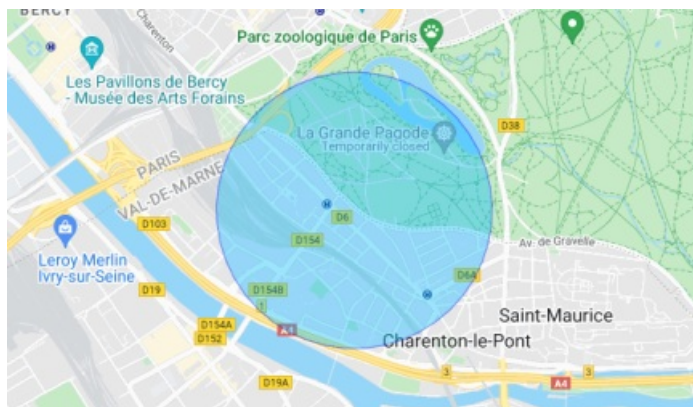 BERCY
Charenton
Parc zoologique de Paris
Les Pavillons de Bercy
- Musée des Arts Forains
La Grande Pagode
Temporarily closed
D38
PARIS
VAL-DE-MARNE
D103
D6
D154
Av. de Gravelle
Leroy Merlin
Ivry-sur-Seine
D19
D154B
D6A
1
D154A
A4
D152
Saint-Maurice
Charenton-le-Pont
3
3
D19A
A4